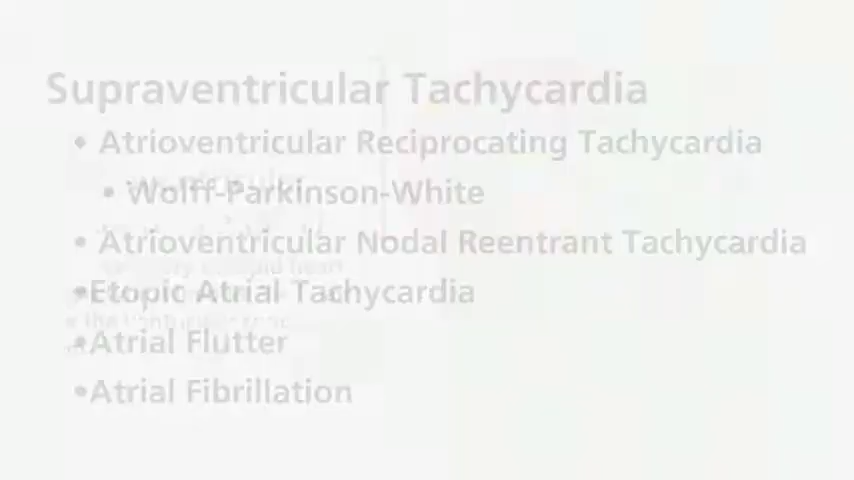 Supraventricular Tachycardia
• Atrioventricular Reciprocating Tachycardia
• Wolff-Parkinson-White
• Atrioventricular Nodal Reentrant Tachycardia
•Etopic Atrial Tachycardia
•Atrial Flutter
•Atrial Fibrillation